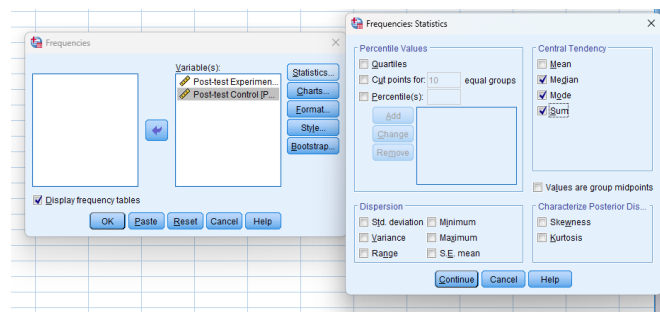 Frequencies
Variable(s):
Post-test Experimen...
Post-test Control [P...
Statistics...
Charts...
Format...
Style...
Bootstrap...
Display frequency tables
OK Paste Reset Cancel Help
Frequencies: Statistics
Percentile Values
Quartiles
Cut points for: 10 equal groups
Percentile(s):
Add
Change
Remove
Central Tendency
Mean
Median
Mode
Sum
Values are group midpoints
Dispersion
Std. deviation Minimum
Variance Maximum
Range S.E. mean
Characterize Posterior Dis...
Skewness
Kurtosis
Continue Cancel Help